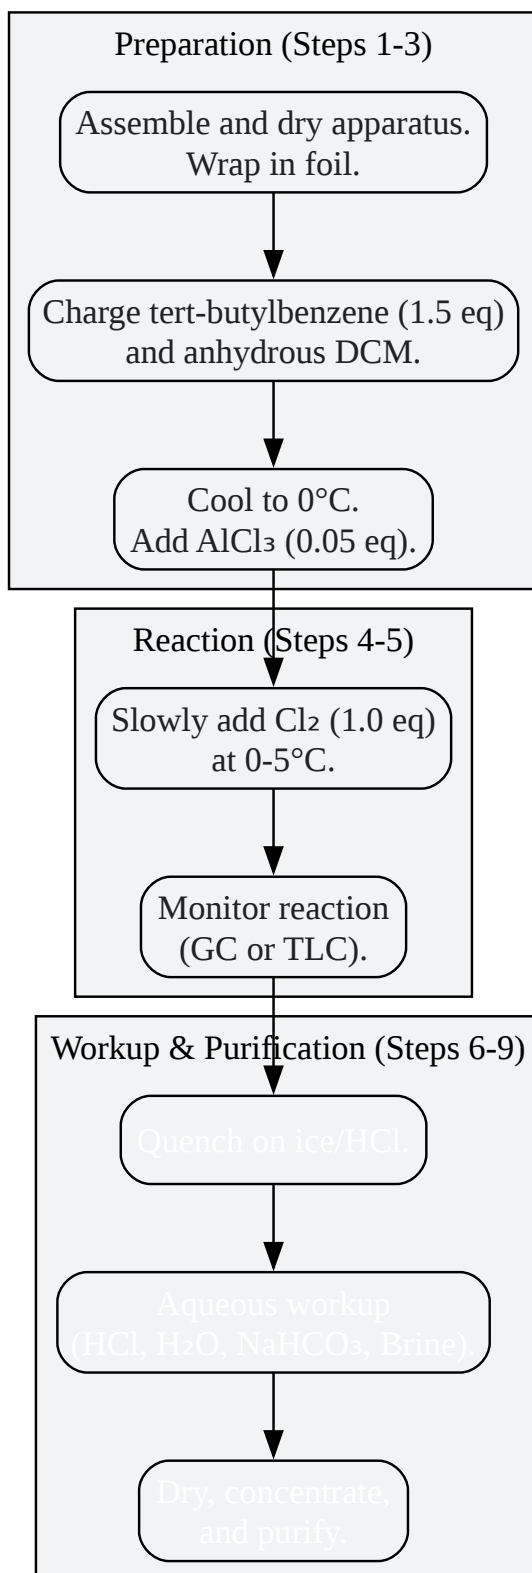 Preparation (Steps 1-3)
Assemble and dry apparatus.
Wrap in foil.
Charge tert-butylbenzene (1.5 eq)
and anhydrous DCM.
Cool to 0°C.
Add AlCl₃ (0.05 eq).
Reaction (Steps 4-5)
Slowly add Cl₂ (1.0 eq)
at 0-5°C.
Monitor reaction
(GC or TLC).
Workup & Purification (Steps 6-9)
Quench on ice/HCl.
Aqueous workup
(HCl, H₂O, NaHCO₃, Brine).
Dry, concentrate,
and purify.